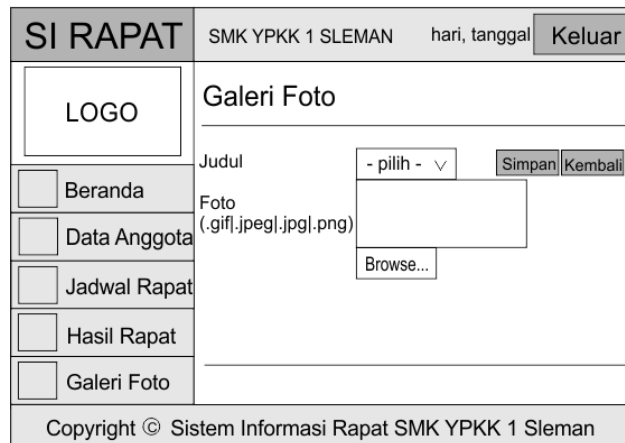 SI RAPAT
SMK YPKK 1 SLEMAN
hari, tanggal
Keluar
LOGO
Beranda
Data Anggota
Jadwal Rapat
Hasil Rapat
Galeri Foto
Galeri Foto
Judul
- pilih -
Simpan
Kembali
Foto
(.gif|.jpeg|.jpg|.png)
Browse...
Copyright © Sistem Informasi Rapat SMK YPKK 1 Sleman